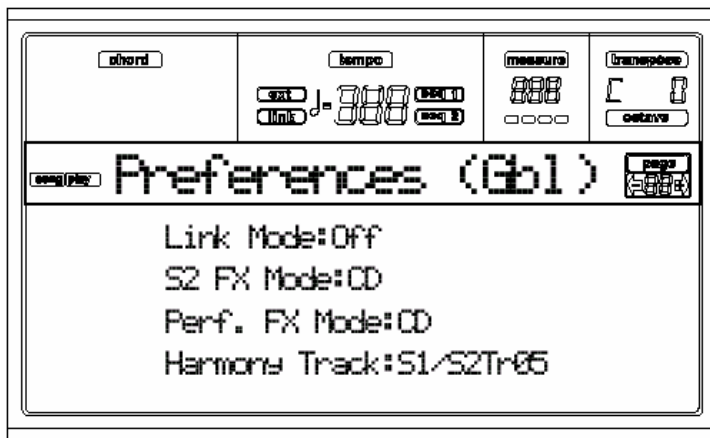 chord tempo measure transpose
ext seq 1
link seq 2
octave
song play Preferences (Gbl) page
Link Mode:Off
S2 FX Mode:CD
Perf. FX Mode:CD
Harmony Track:S1/S2Tr05